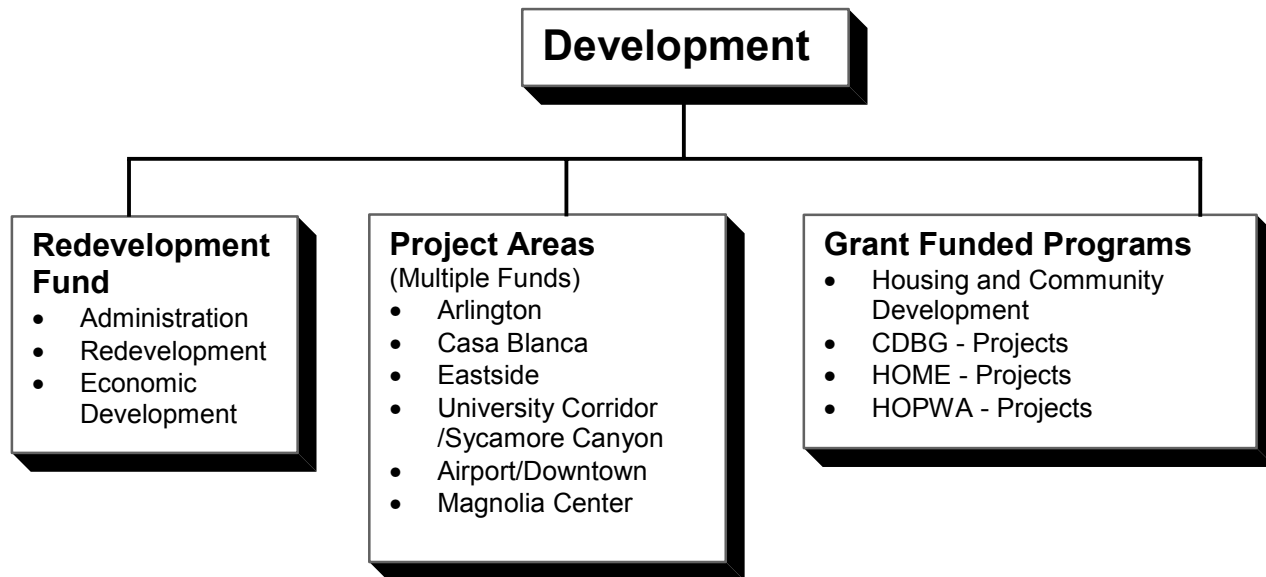 Development
Redevelopment
Fund
• Administration
• Redevelopment
• Economic
Development
Project Areas
(Multiple Funds)
• Arlington
• Casa Blanca
• Eastside
• University Corridor
/Sycamore Canyon
• Airport/Downtown
• Magnolia Center
Grant Funded Programs
• Housing and Community
Development
• CDBG - Projects
• HOME - Projects
• HOPWA - Projects